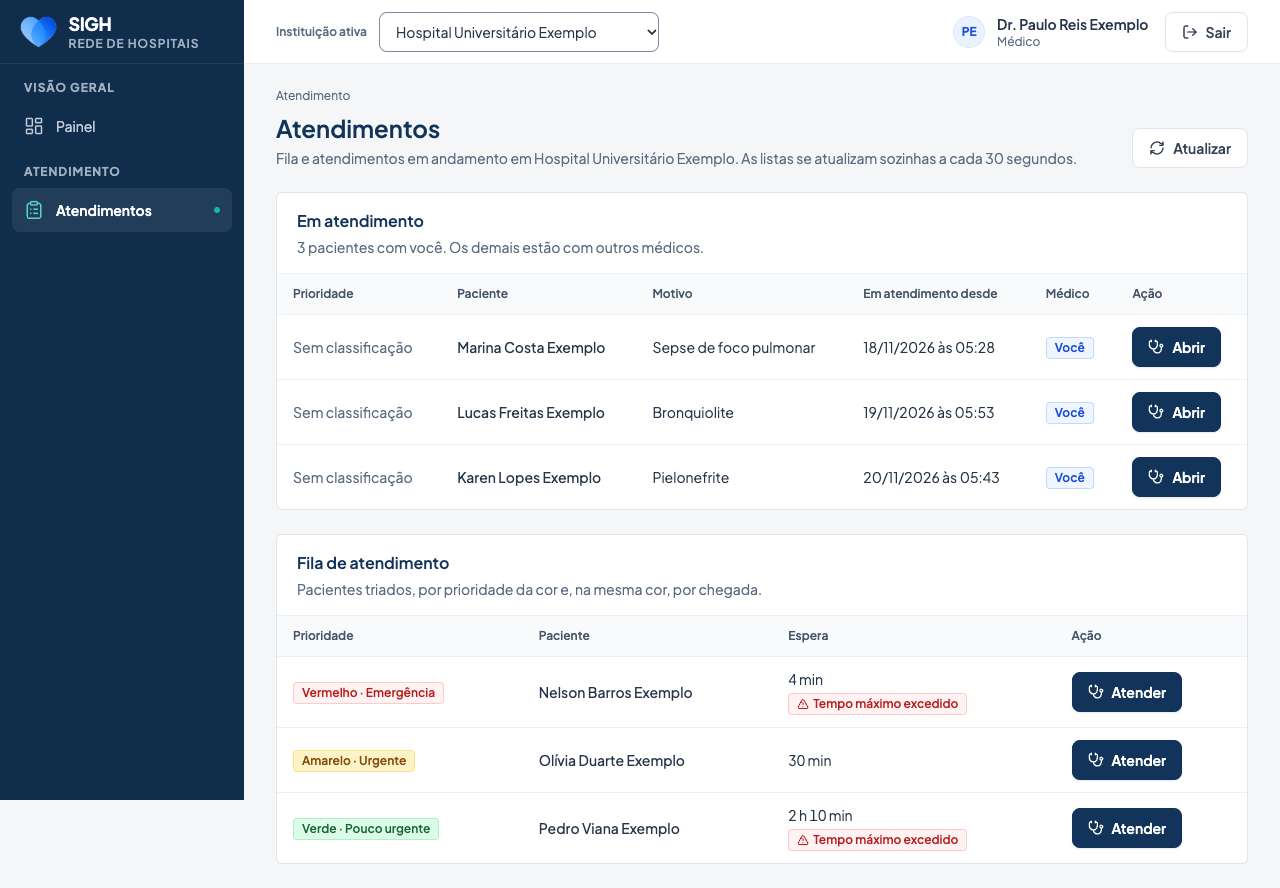 SIGH
REDE DE HOSPITAIS
Instituição ativa
Hospital Universitário Exemplo
PE
Dr. Paulo Reis Exemplo
Médico
Sair
VISÃO GERAL
Painel
ATENDIMENTO
Atendimentos
Atendimento
Atendimentos
Fila e atendimentos em andamento em Hospital Universitário Exemplo. As listas se atualizam sozinhas a cada 30 segundos.
Atualizar
Em atendimento
3 pacientes com você. Os demais estão com outros médicos.
Prioridade Paciente Motivo Em atendimento desde Médico Ação
Sem classificação Marina Costa Exemplo Sepse de foco pulmonar 18/11/2026 às 05:28 Você Abrir
Sem classificação Lucas Freitas Exemplo Bronquiolite 19/11/2026 às 05:53 Você Abrir
Sem classificação Karen Lopes Exemplo Pielonefrite 20/11/2026 às 05:43 Você Abrir
Fila de atendimento
Pacientes triados, por prioridade da cor e, na mesma cor, por chegada.
Prioridade Paciente Espera Ação
Vermelho · Emergência Nelson Barros Exemplo 4 min Atender
Tempo máximo excedido
Amarelo · Urgente Olívia Duarte Exemplo 30 min Atender
Verde · Pouco urgente Pedro Viana Exemplo 2 h 10 min Atender
Tempo máximo excedido